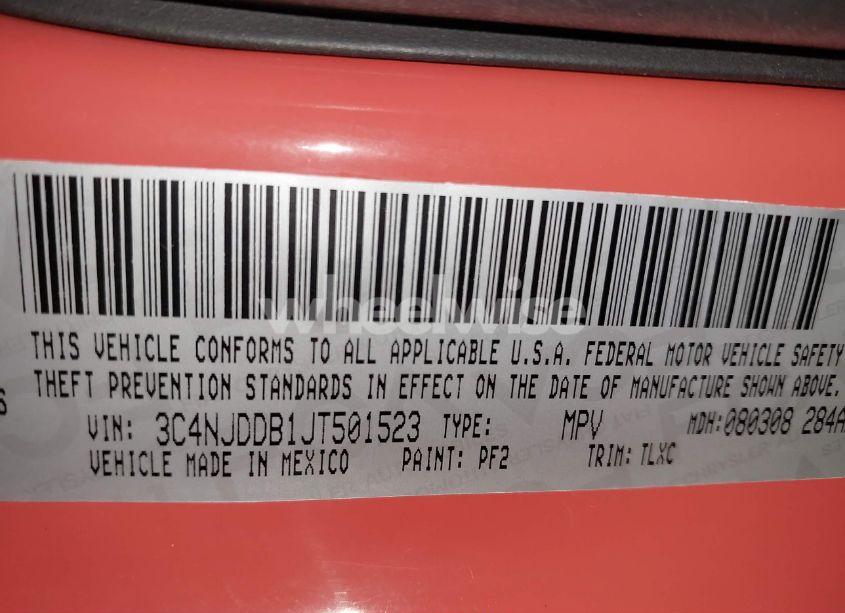 wheelwise
THIS VEHICLE CONFORMS TO ALL APPLICABLE U.S.A. FEDERAL MOTOR VEHICLE SAFETY
THEFT PREVENTION STANDARDS IN EFFECT ON THE DATE OF MANUFACTURE SHOWN ABOVE.
S
VIN: 3C4NJDDB1JT501523 TYPE: MPV MDH:080308 284A
VEHICLE MADE IN MEXICO PAINT: PF2 TRIM: TLXC